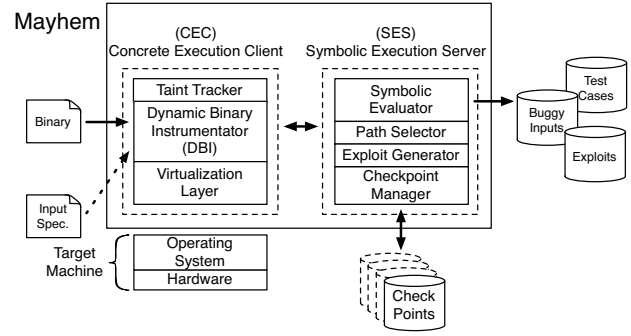 Mayhem
(CEC)
Concrete Execution Client
(SES)
Symbolic Execution Server
Binary
Input
Spec.
Taint Tracker
Dynamic Binary
Instrumentator
(DBI)
Virtualization
Layer
Symbolic
Evaluator
Path Selector
Exploit Generator
Checkpoint
Manager
Test
Cases
Buggy
Inputs
Exploits
Target
Machine
Operating
System
Hardware
Check
Points